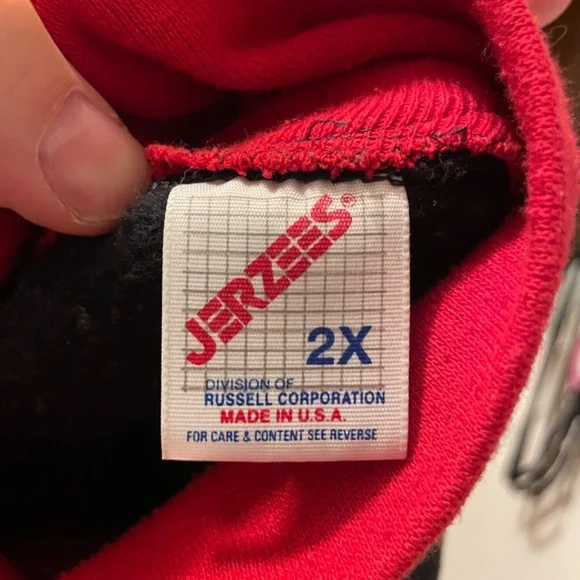 JERZEES®
2X
DIVISION OF
RUSSELL CORPORATION
MADE IN U.S.A.
FOR CARE & CONTENT SEE REVERSE